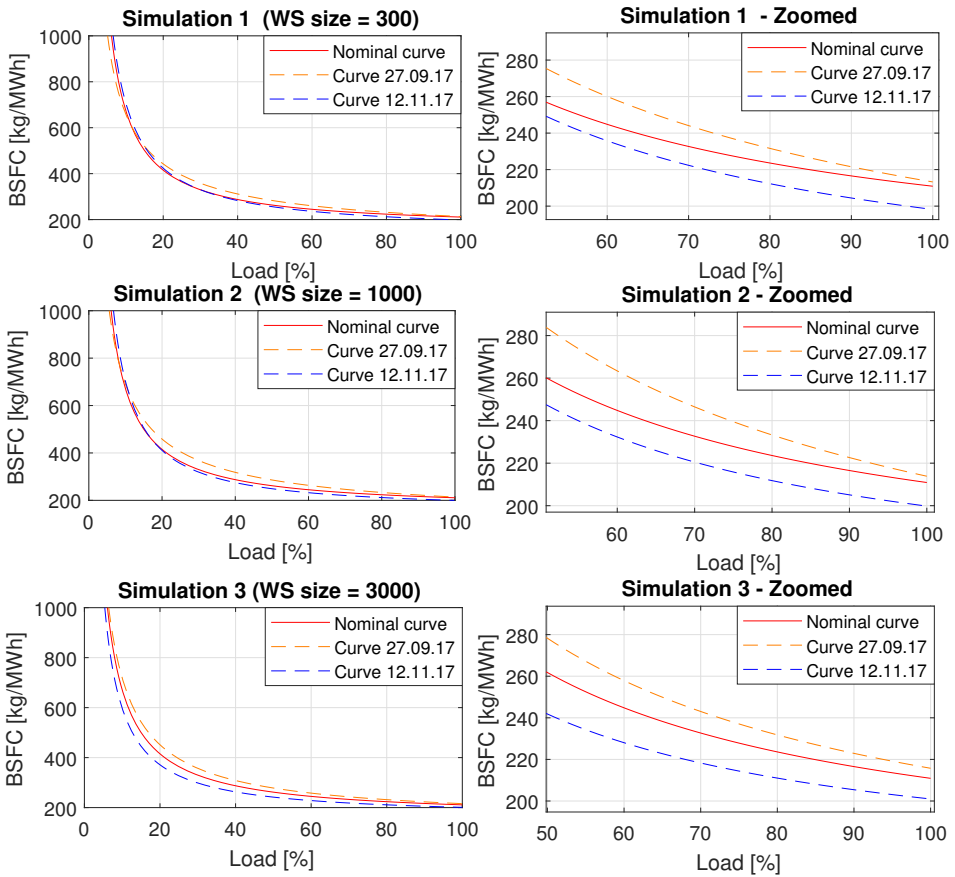 Simulation 1 (WS size = 300)
BSFC [kg/MWh]
1000
800
600
400
200
0 20 40 60 80 100
Load [%]
Nominal curve
Curve 27.09.17
Curve 12.11.17
Simulation 1 - Zoomed
BSFC [kg/MWh]
280
260
240
220
200
60 70 80 90 100
Load [%]
Nominal curve
Curve 27.09.17
Curve 12.11.17
Simulation 2 (WS size = 1000)
BSFC [kg/MWh]
1000
800
600
400
200
0 20 40 60 80 100
Load [%]
Nominal curve
Curve 27.09.17
Curve 12.11.17
Simulation 2 - Zoomed
BSFC [kg/MWh]
280
260
240
220
200
60 70 80 90 100
Load [%]
Nominal curve
Curve 27.09.17
Curve 12.11.17
Simulation 3 (WS size = 3000)
BSFC [kg/MWh]
1000
800
600
400
200
0 20 40 60 80 100
Load [%]
Nominal curve
Curve 27.09.17
Curve 12.11.17
Simulation 3 - Zoomed
BSFC [kg/MWh]
280
260
240
220
200
50 60 70 80 90 100
Load [%]
Nominal curve
Curve 27.09.17
Curve 12.11.17